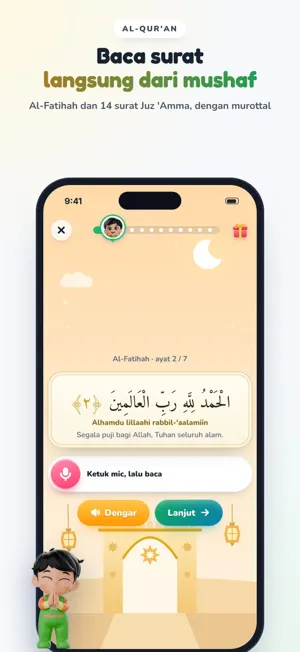 AL-QUR'AN
Baca surat
langsung dari mushaf
Al-Fatihah dan 14 surat Juz 'Amma, dengan murottal
9:41
Al-Fatihah · ayat 2 / 7
الْحَمْدُ لِلَّهِ رَبِّ الْعَالَمِينَ ﴿٢﴾
Alhamdu lillaahi rabbil-'aalamiin
Segala puji bagi Allah, Tuhan seluruh alam.
Ketuk mic, lalu baca
Dengar
Lanjut →